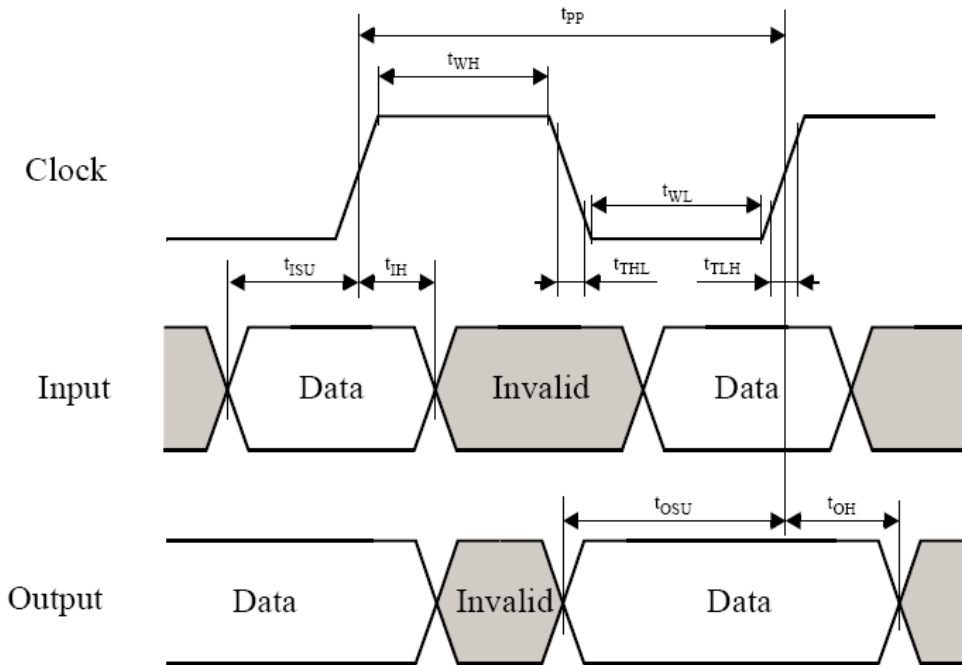 tPP
tWH
Clock
tWL
tISU
tIH
tTHL
tTLH
Input
Data
Invalid
Data
tOSU
tOH
Output
Data
Invalid
Data